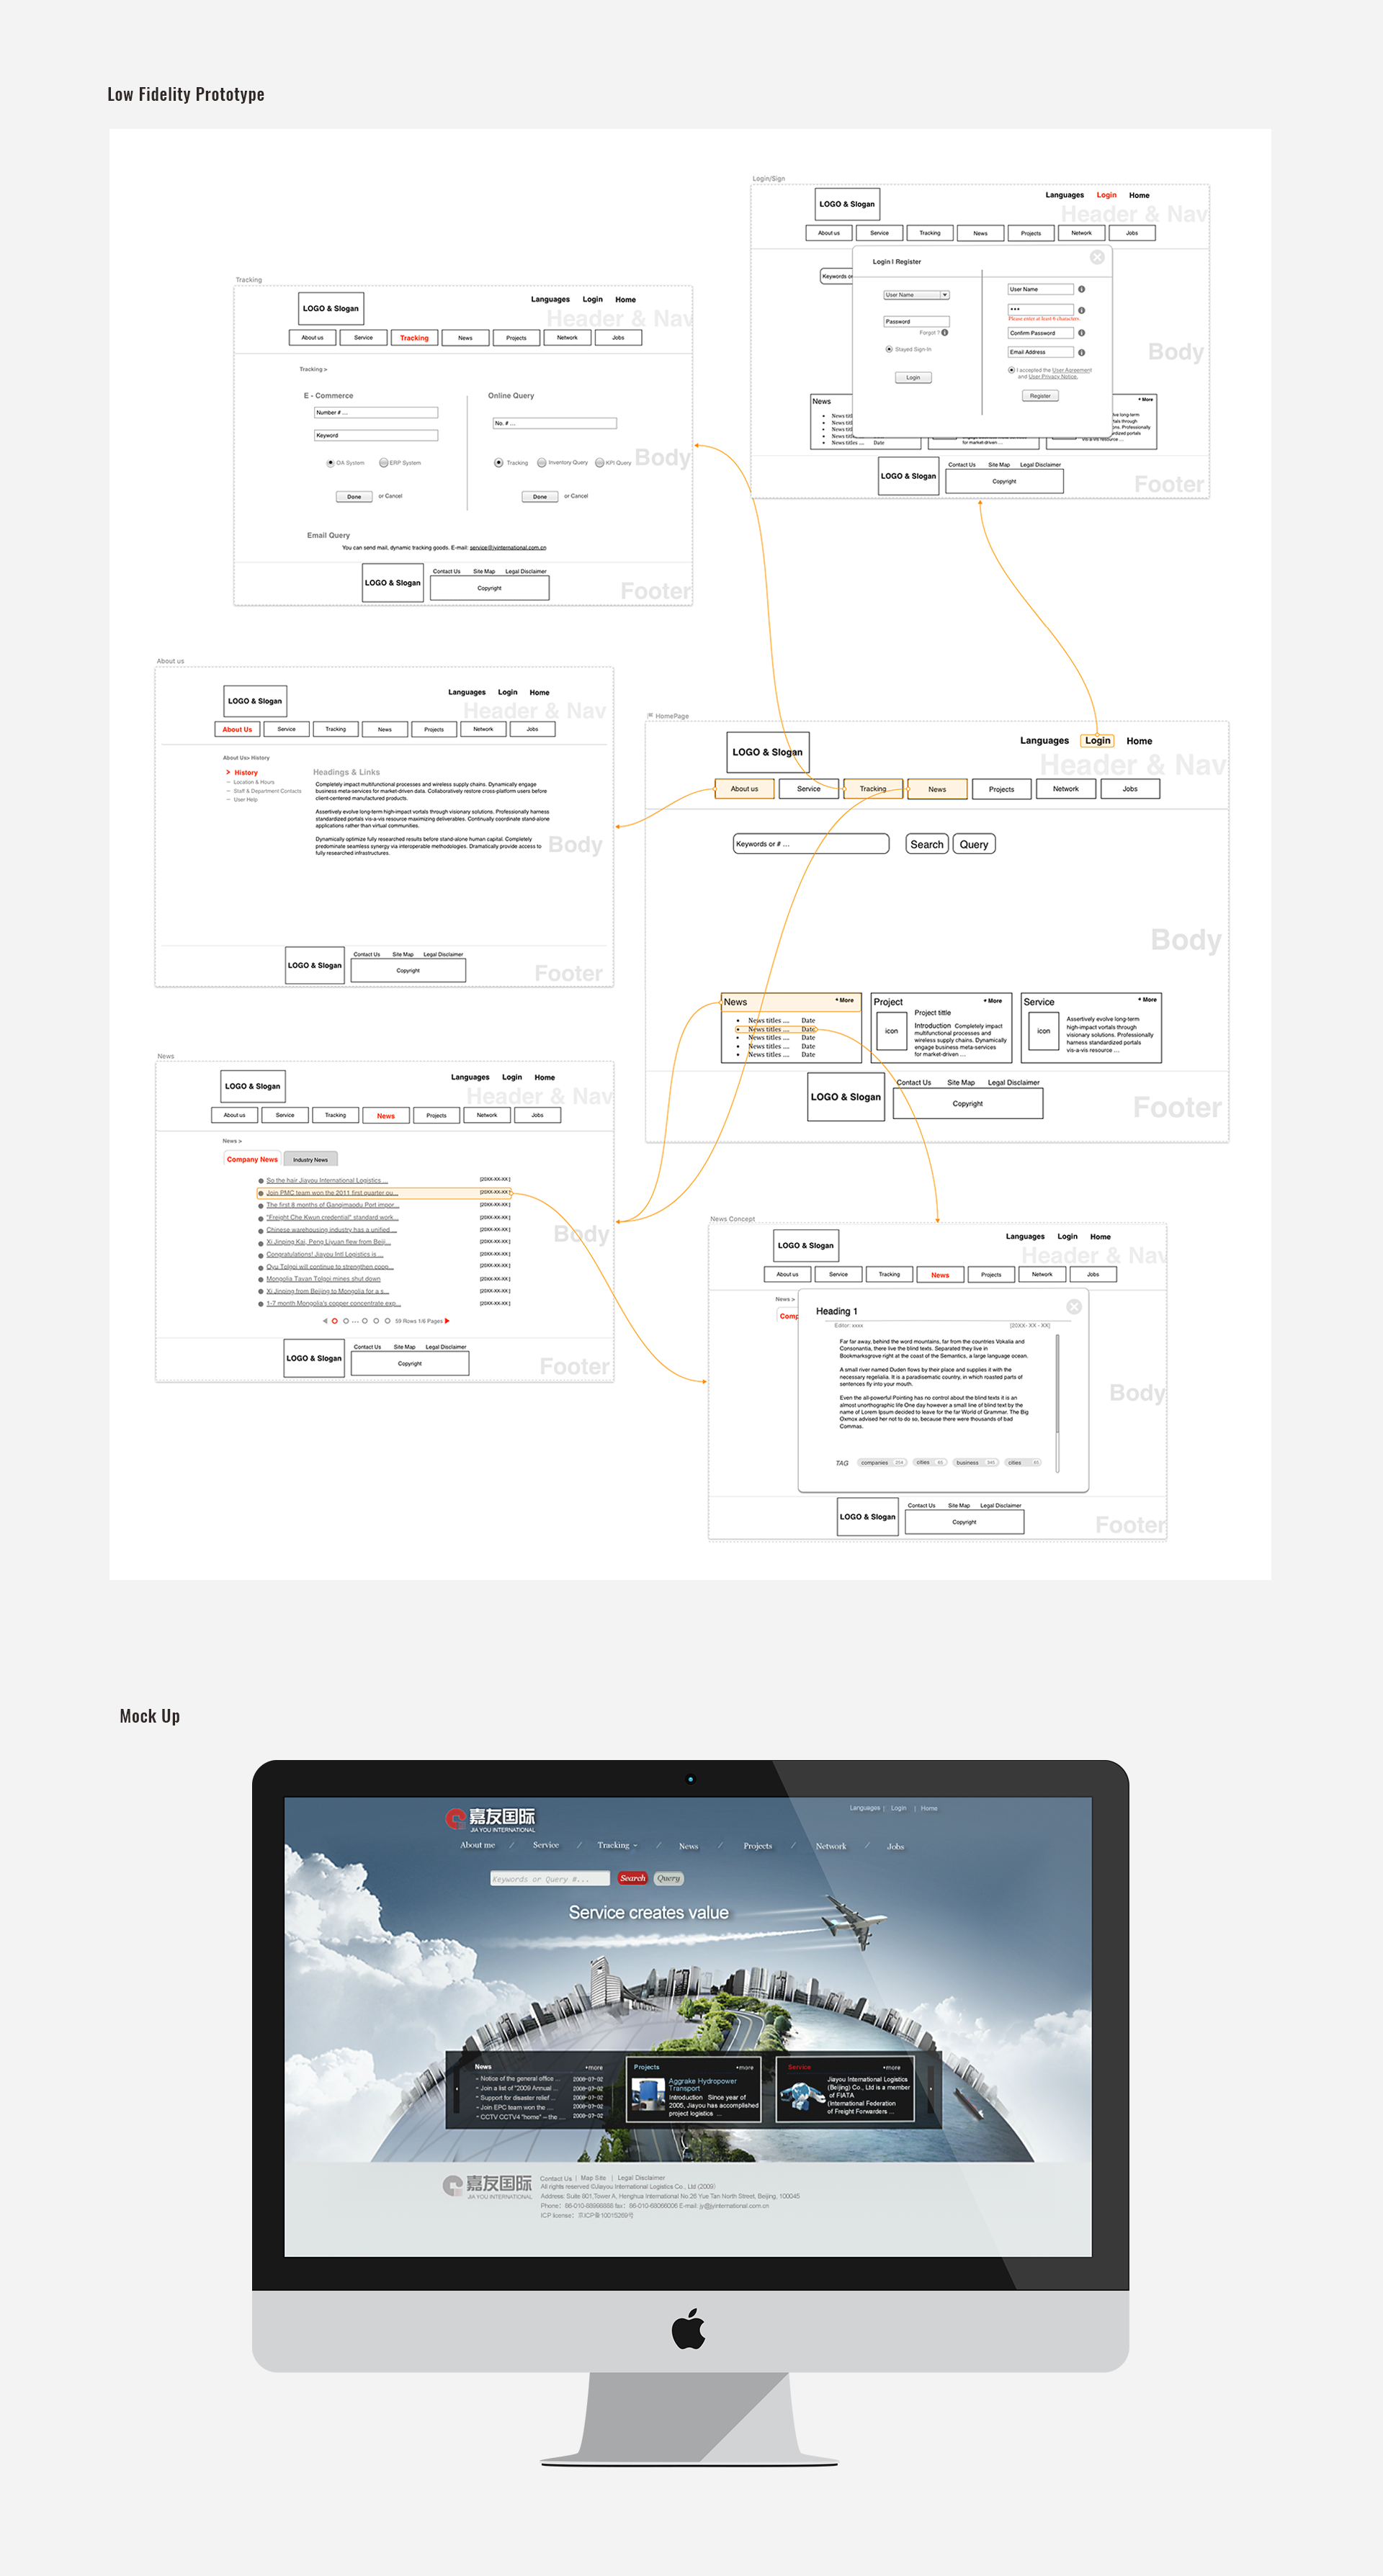 Low Fidelity Prototype
Login/Sign
LOGO & Slogan
Languages Login Home
Header & Nav
About us Service Tracking News Projects Network Jobs
Keywords or
Login I Register
User Name
Password
Forgot ?
Stayed Sign-In
Login
User Name
***
Please enter at least 6 characters
Confirm Password
Email Address
I accepted the User Agreement
and User Privacy Notice.
Register
Body
News
• More
News titl
News titl
News titl
News titl
News titles ....
for market-driven ...
ve long-term
tals through
Professionally
dardized portals
vis-a-vis resource ...
LOGO & Slogan
Contact Us Site Map Legal Disclaimer
Copyright
Footer
Tracking
LOGO & Slogan
Languages Login Home
Header & Nav
About us Service Tracking News Projects Network Jobs
Tracking >
E - Commerce
Number # ...
Keyword
OA System ERP System
Done or Cancel
Online Query
No. # ...
Tracking Inventory Query KPI Query
Done or Cancel
Body
Email Query
You can send mail, dynamic tracking goods. E-mail: service@jyinternational.com.cn
LOGO & Slogan
Contact Us Site Map Legal Disclaimer
Copyright
Footer
About us
LOGO & Slogan
Languages Login Home
Header & Nav
About Us Service Tracking News Projects Network Jobs
About Us> History
> History
– Location & Hours
– Staff & Department Contacts
– User Help
Headings & Links
Completely impact multifunctional processes and wireless supply chains. Dynamically engage
business meta-services for market-driven data. Collaboratively restore cross-platform users before
client-centered manufactured products.
Assertively evolve long-term high-impact vortals through visionary solutions. Professionally harness
standardized portals vis-a-vis resource maximizing deliverables. Continually coordinate stand-alone
applications rather than virtual communities.
Dynamically optimize fully researched results before stand-alone human capital. Completely
predominate seamless synergy via interoperable methodologies. Dramatically provide access to
fully researched infrastructures.
Body
LOGO & Slogan
Contact Us Site Map Legal Disclaimer
Copyright
Footer
HomePage
LOGO & Slogan
Languages Login Home
Header & Nav
About us Service Tracking News Projects Network Jobs
Keywords or # ...
Search Query
Body
News • More
• News titles .... Date
• News titles .... Date
• News titles .... Date
• News titles .... Date
• News titles .... Date
Project • More
icon
Project tittle
Introduction Completely impact
multifunctional processes and
wireless supply chains. Dynamically
engage business meta-services
for market-driven ...
Service • More
icon
Assertively evolve long-term
high-impact vortals through
visionary solutions. Professionally
harness standardized portals
vis-a-vis resource ...
LOGO & Slogan
Contact Us Site Map Legal Disclaimer
Copyright
Footer
News
LOGO & Slogan
Languages Login Home
Header & Nav
About us Service Tracking News Projects Network Jobs
News >
Company News Industry News
So the hair Jiayou International Logistics ... [20XX-XX-XX]
Join PMC team won the 2011 first quarter ou... [20XX-XX-XX]
The first 8 months of Ganqimaodu Port impor... [20XX-XX-XX]
"Freight Che Kwun credential" standard work... [20XX-XX-XX]
Chinese warehousing industry has a unified ... [20XX-XX-XX]
Xi Jinping Kai, Peng Liyuan flew from Beiji... [20XX-XX-XX]
Congratulations! Jiayou Intl Logistics is ... [20XX-XX-XX]
Oyu Tolgoi will continue to strengthen coop... [20XX-XX-XX]
Mongolia Tavan Tolgoi mines shut down [20XX-XX-XX]
Xi Jinping from Beijing to Mongolia for a s... [20XX-XX-XX]
1-7 month Mongolia's copper concentrate exp... [20XX-XX-XX]
59 Rows 1/6 Pages
Body
LOGO & Slogan
Contact Us Site Map Legal Disclaimer
Copyright
Footer
News Concept
LOGO & Slogan
Languages Login Home
Header & Nav
About us Service Tracking News Projects Network Jobs
News >
Comp
Heading 1
Editor: xxxx [20XX- XX - XX]
Far far away, behind the word mountains, far from the countries Vokalia and
Consonantia, there live the blind texts. Separated they live in
Bookmarksgrove right at the coast of the Semantics, a large language ocean.
A small river named Duden flows by their place and supplies it with the
necessary regelialia. It is a paradisematic country, in which roasted parts of
sentences fly into your mouth.
Even the all-powerful Pointing has no control about the blind texts it is an
almost unorthographic life One day however a small line of blind text by the
name of Lorem Ipsum decided to leave for the far World of Grammar. The Big
Oxmox advised her not to do so, because there were thousands of bad
Commas.
TAG companies cities business cities
Body
LOGO & Slogan
Contact Us Site Map Legal Disclaimer
Copyright
Footer
Mock Up
嘉友国际
JIA YOU INTERNATIONAL
Languages | Login | Home
About me / Service / Tracking / News / Projects / Network / Jobs
Keywords or Query #...
Search Query
Service creates value
News •more
– Notice of the general office ... 2008-07-02
– Join a list of "2009 Annual ... 2008-07-02
– Support for disaster relief ... 2008-07-02
– Join EPC team won the .... 2008-07-02
– CCTV CCTV4 "home" – the .... 2008-07-02
Projects •more
Aggrake Hydropower
Transport
Introduction Since year of
2005, Jiayou has accomplished
project logistics ...
Service •more
Jiayou International Logistics
(Beijing) Co., Ltd is a member
of FIATA
(International Federation
of Freight Forwarders ...
嘉友国际
JIA YOU INTERNATIONAL
Contact Us | Map Site | Legal Disclaimer
All rights reserved ©Jiayou International Logistics Co., Ltd (2009)
Address: Suite 801,Tower A, Henghua International No.26 Yue Tan North Street, Beijing, 100045
Phone: 86-010-88998888 fax: 86-010-68066006 E-mail: jy@jyinternational.com.cn
ICP license: 京ICP备10015269号